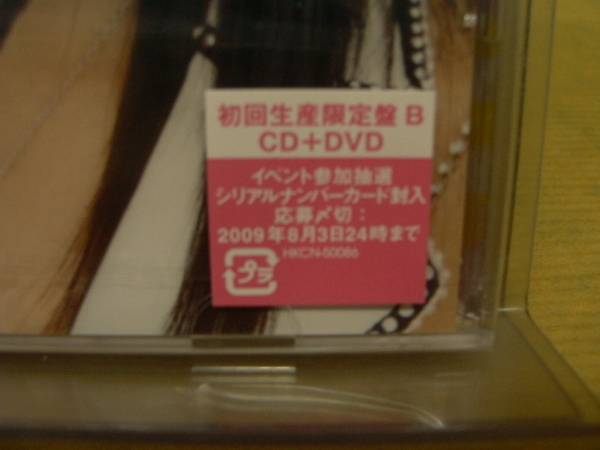 初回生産限定盤 B
CD+DVD
イベント参加抽選
シリアルナンバーカード封入
応募〆切:
2009年8月3日24時まで
HKCN-50086
プラ